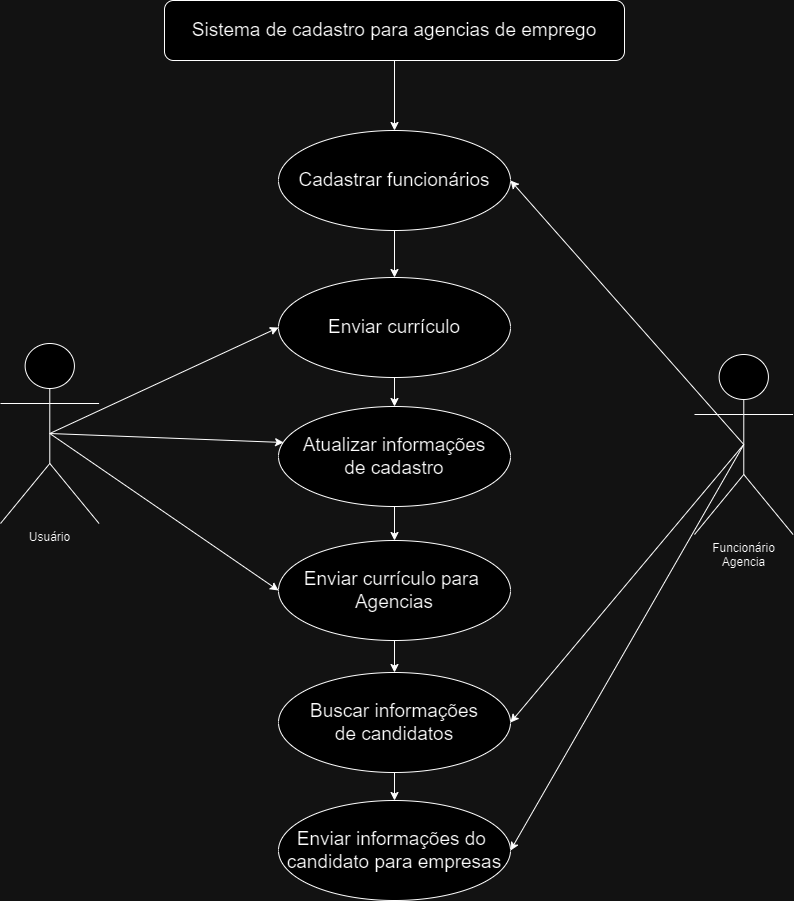 Sistema de cadastro para agencias de emprego
Cadastrar funcionários
Enviar currículo
Atualizar informações
de cadastro
Usuário
Funcionário
Agencia
Enviar currículo para
Agencias
Buscar informações
de candidatos
Enviar informações do
candidato para empresas